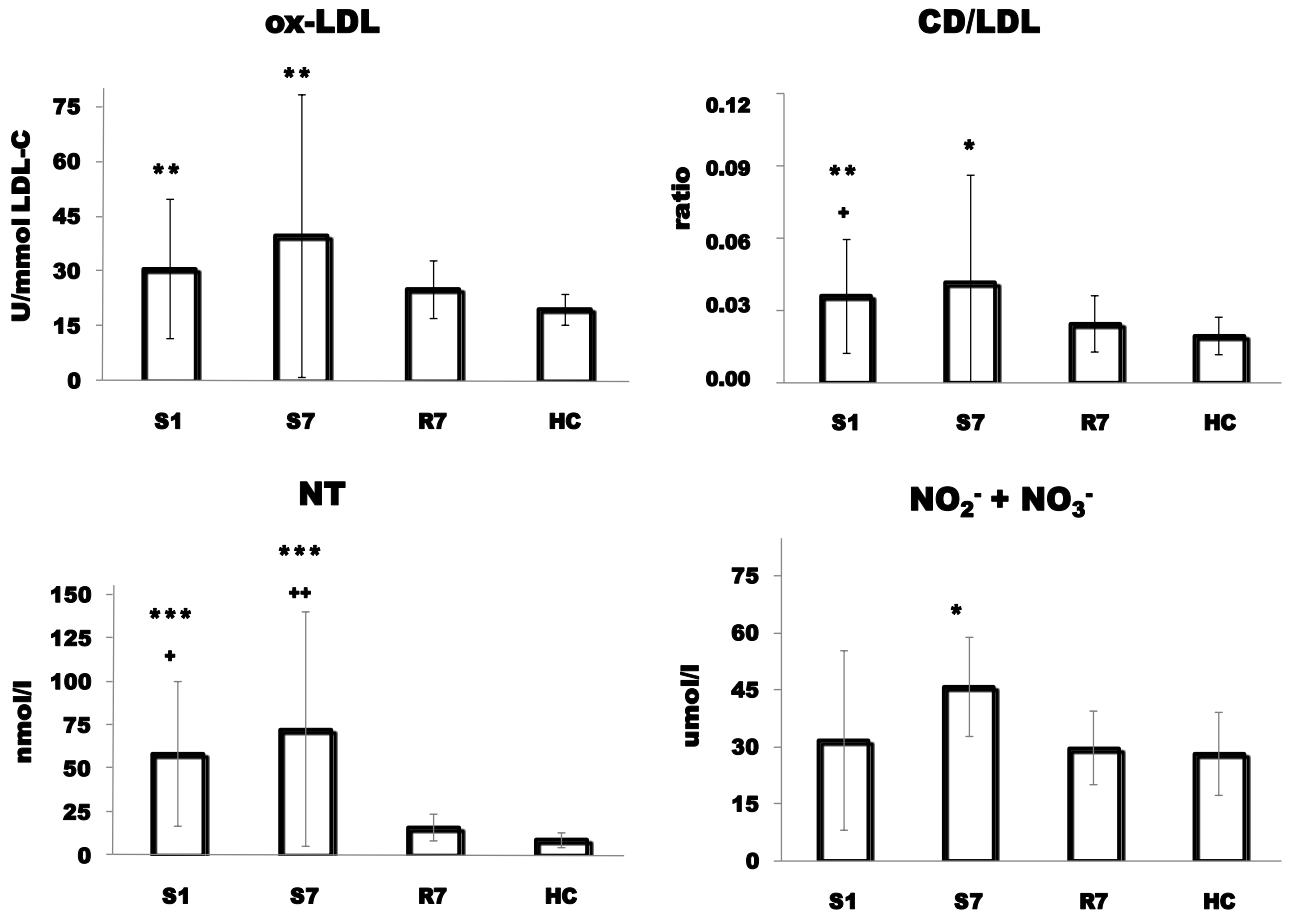 ox-LDL
U/mmol LDL-C
75
60
45
30
15
0
**
**
S1 S7 R7 HC
CD/LDL
ratio
0.12
0.09
0.06
0.03
0.00
**
+
*
S1 S7 R7 HC
NT
nmol/l
150
125
100
75
50
25
0
***
+
***
++
S1 S7 R7 HC
NO₂⁻ + NO₃⁻
umol/l
75
60
45
30
15
0
*
S1 S7 R7 HC